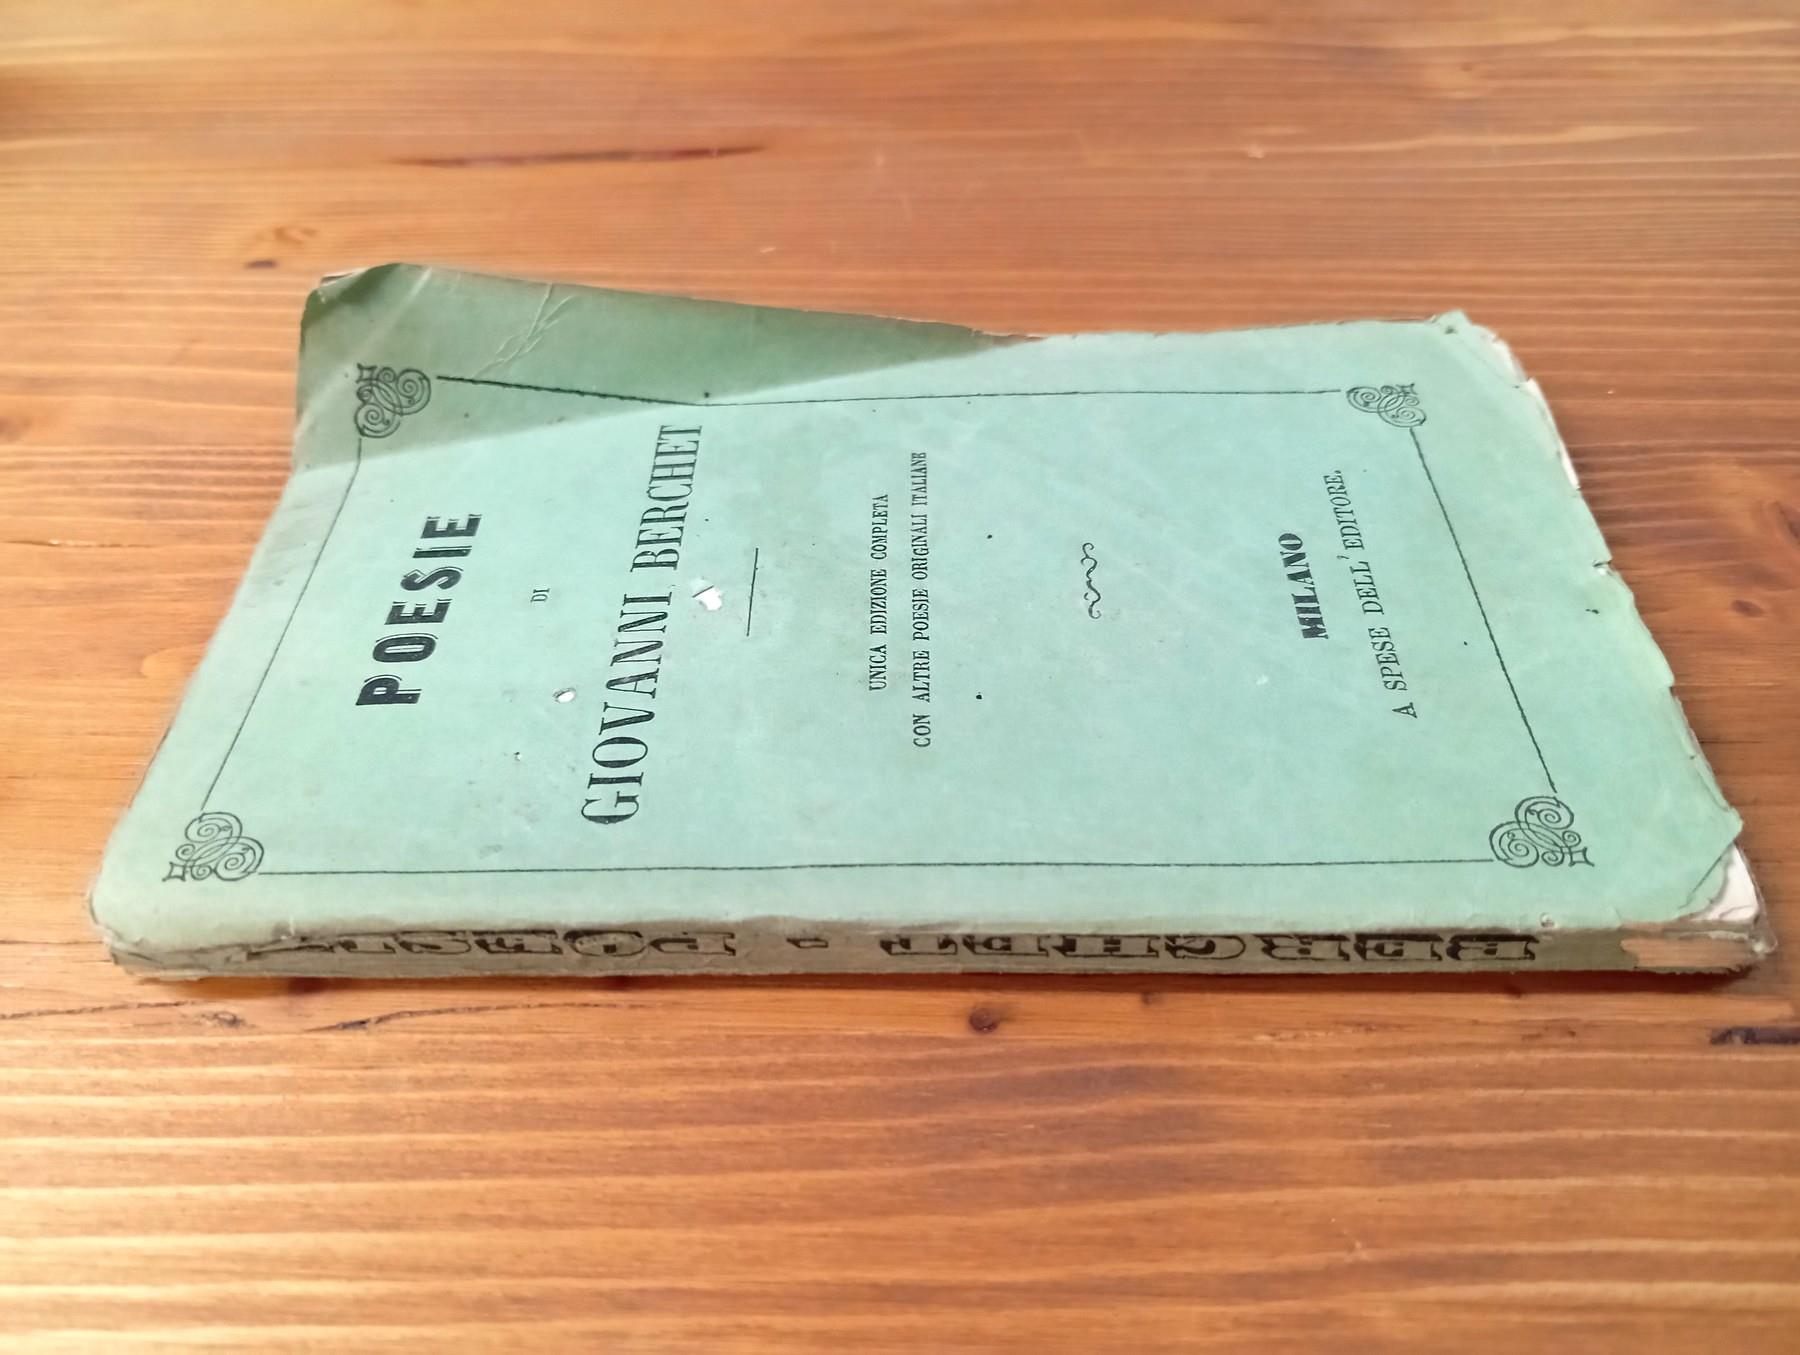 POESIE
DI
GIOVANNI BERCHET
UNICA EDIZIONE COMPLETA
CON ALTRE POESIE ORIGINALI ITALIANE
MILANO
A SPESE DELL' EDITORE.
BERCHET - POESIE